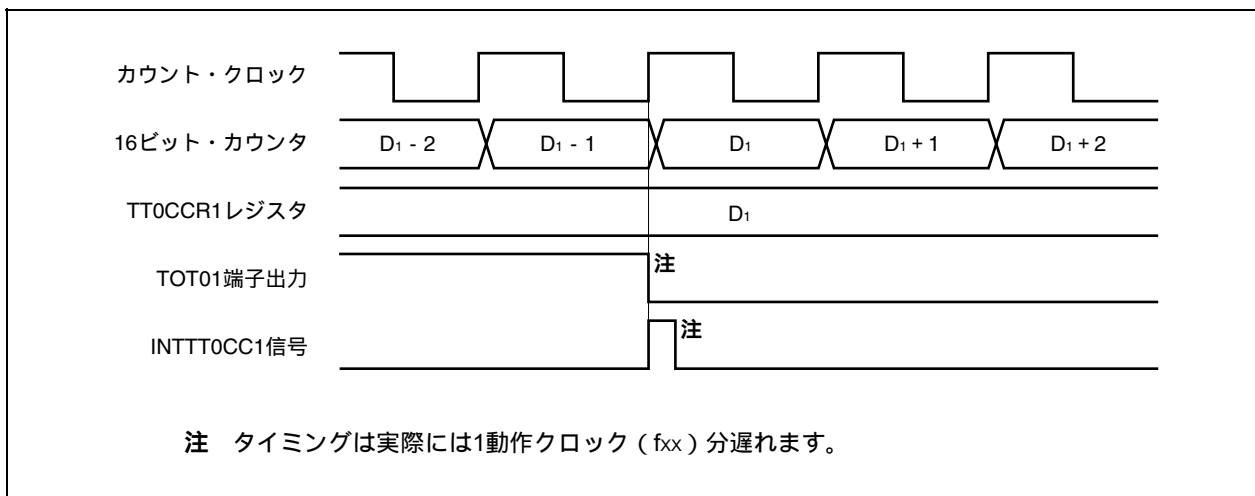 カウント・クロック
16ビット・カウンタ D₁ - 2 D₁ - 1 D₁ D₁ + 1 D₁ + 2
TT0CCR1レジスタ D₁
TOT01端子出力 注
INTTT0CC1信号 注
注 タイミングは実際には1動作クロック（fxx）分遅れます。